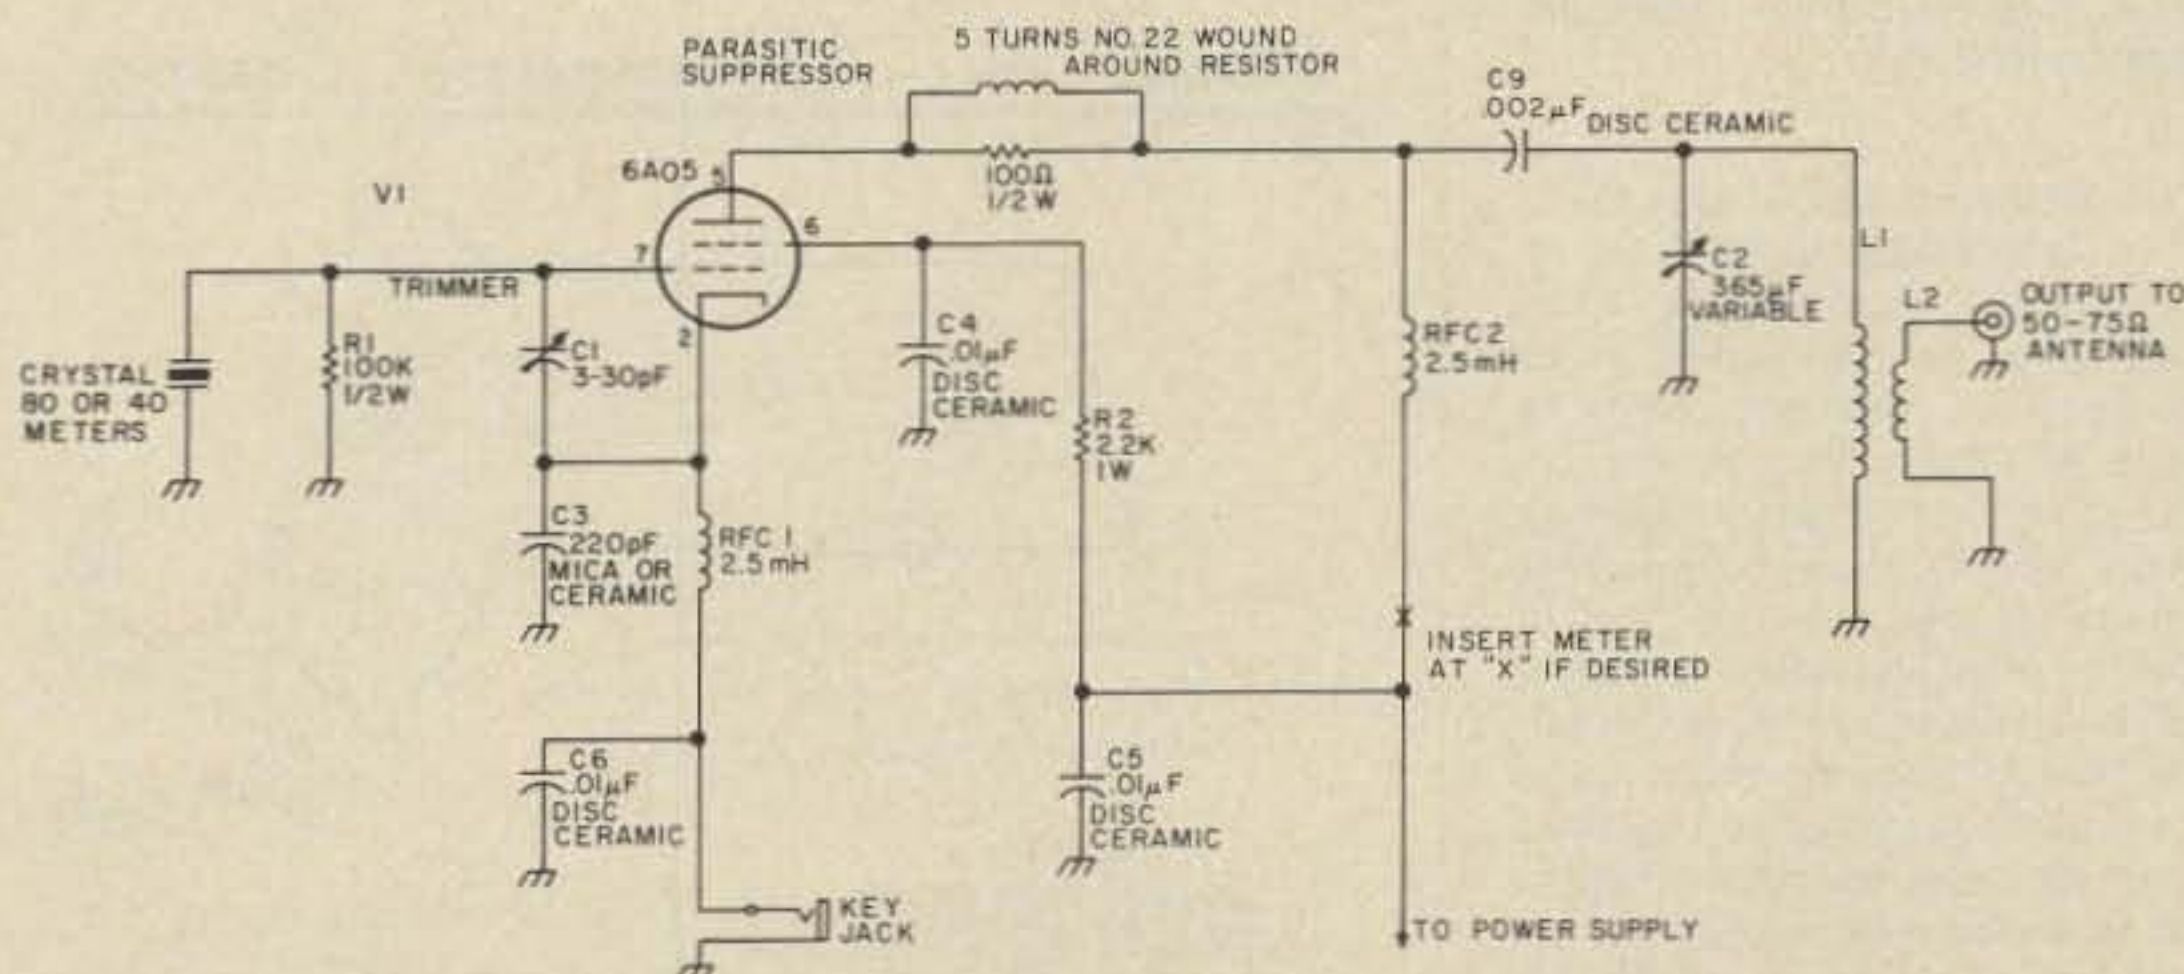 PARASITIC
SUPPRESSOR
5 TURNS NO. 22 WOUND
AROUND RESISTOR
C9
.002µF
DISC CERAMIC
6AQ5
5
100Ω
1/2 W
V1
6
7
TRIMMER
L1
C2
365µF
VARIABLE
L2
OUTPUT TO
50-75Ω
ANTENNA
CRYSTAL
80 OR 40
METERS
R1
100K
1/2W
C1
3-30pF
2
C4
.01µF
DISC
CERAMIC
RFC2
2.5mH
R2
2.2K
1W
C3
220pF
MICA OR
CERAMIC
RFC 1
2.5mH
INSERT METER
AT "X" IF DESIRED
X
C6
.01µF
DISC
CERAMIC
C5
.01µF
DISC
CERAMIC
KEY
JACK
TO POWER SUPPLY